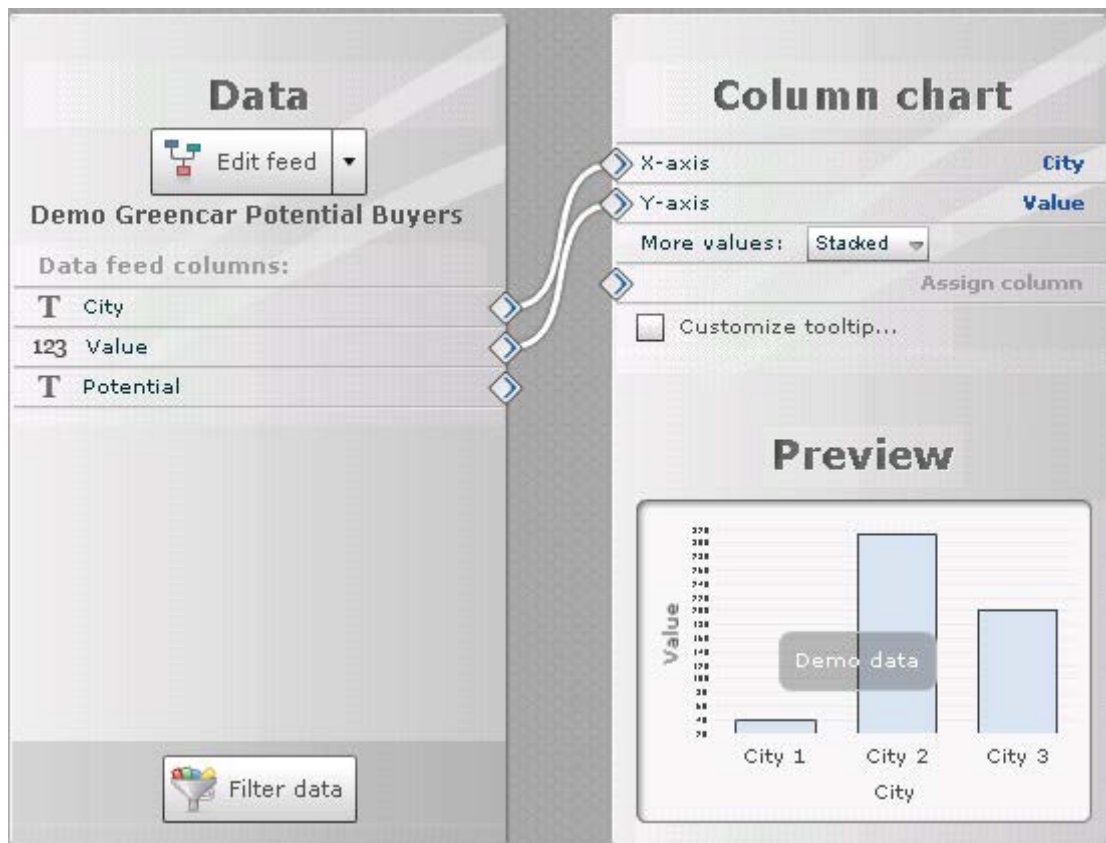 Data
Edit feed
Demo Greencar Potential Buyers
Data feed columns:
T City
123 Value
T Potential
Filter data
Column chart
X-axis City
Y-axis Value
More values: Stacked
Assign column
Customize tooltip...
Preview
Value
Demo data
City 1 City 2 City 3
City